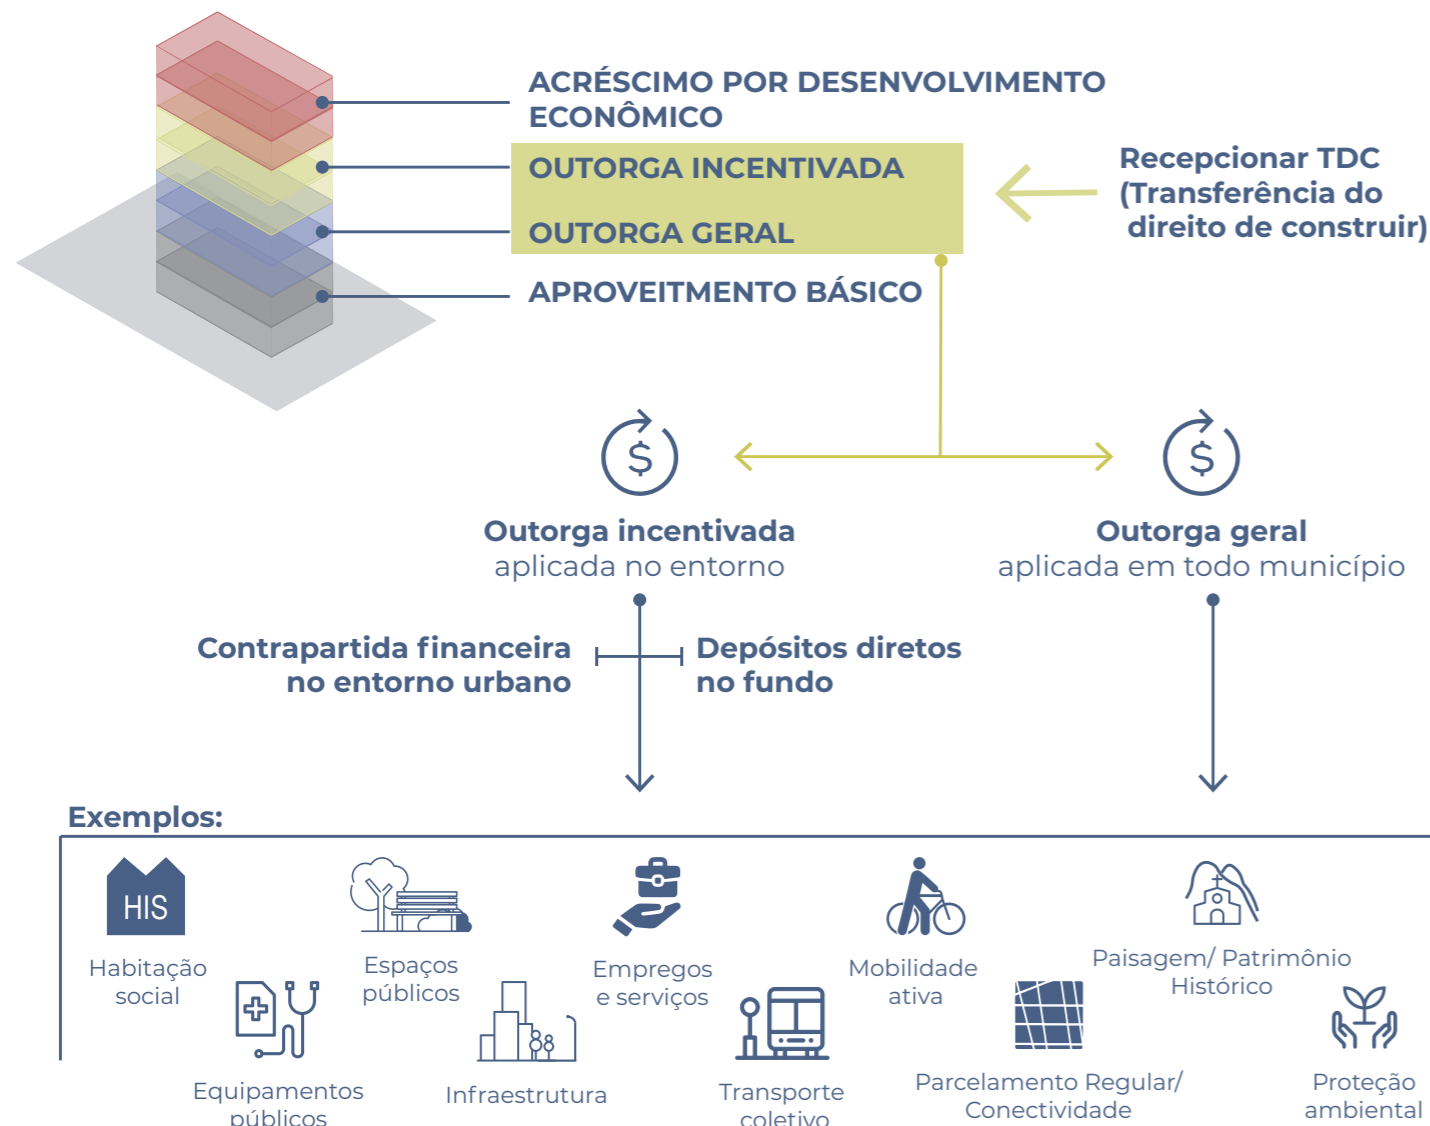 ACRÉSCIMO POR DESENVOLVIMENTO
ECONÔMICO
OUTORGA INCENTIVADA
OUTORGA GERAL
APROVEITMENTO BÁSICO
Recepcionar TDC
(Transferência do
direito de construir)
$
$
Outorga incentivada
aplicada no entorno
Outorga geral
aplicada em todo município
Contrapartida financeira
no entorno urbano
Depósitos diretos
no fundo
Exemplos:
HIS
Habitação
social
Espaços
públicos
Empregos
e serviços
Mobilidade
ativa
Paisagem/ Patrimônio
Histórico
Equipamentos
públicos
Infraestrutura
Transporte
coletivo
Parcelamento Regular/
Conectividade
Proteção
ambiental